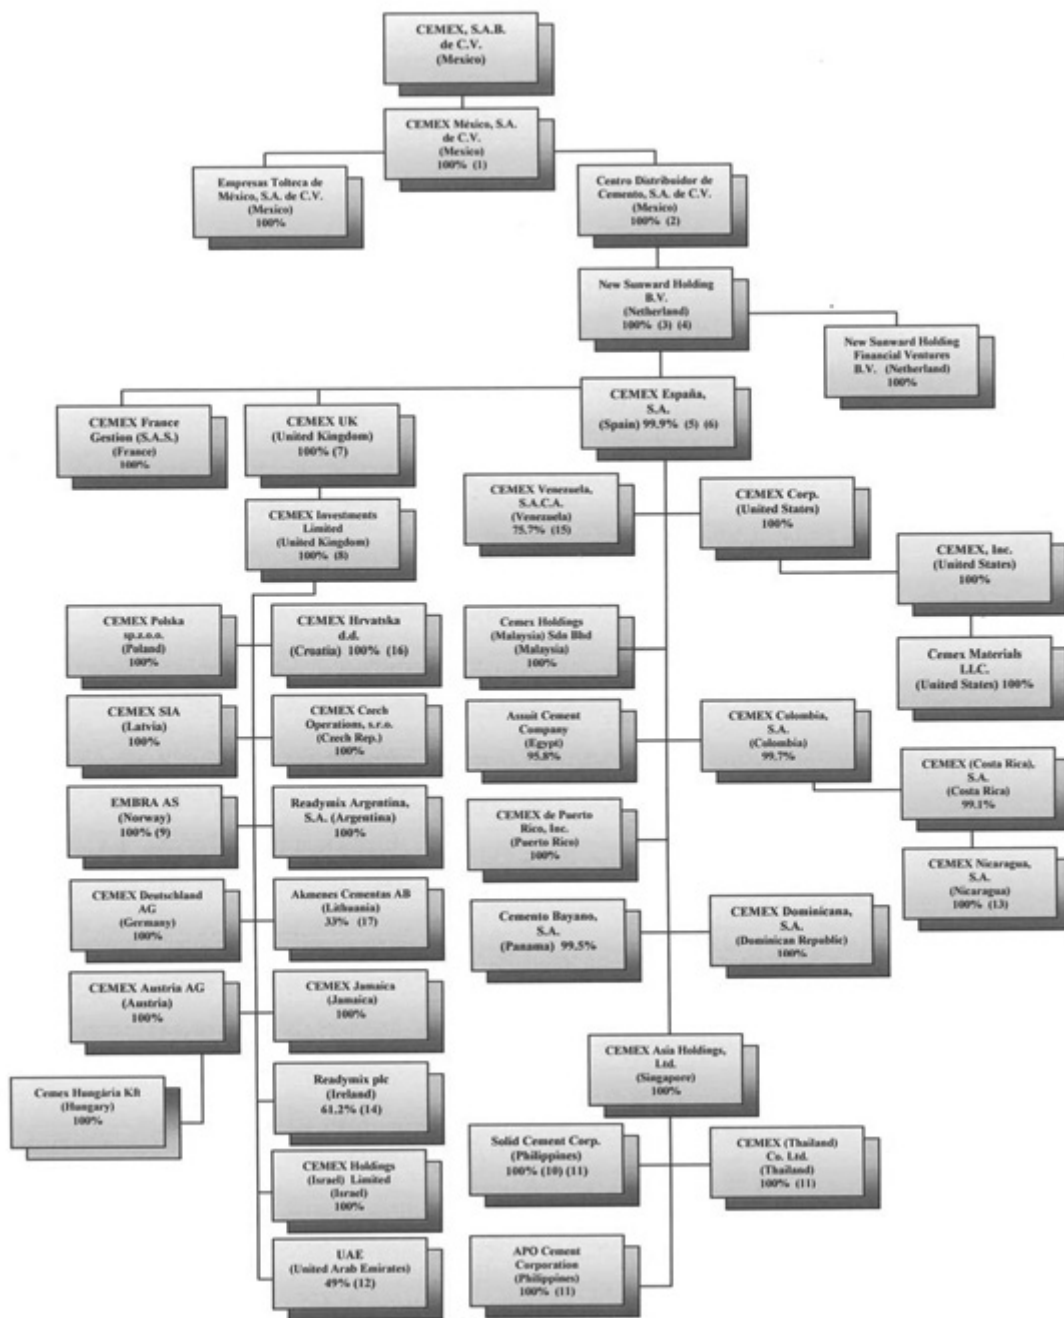 CEMEX, S.A.B.
de C.V.
(Mexico)
CEMEX México, S.A.
de C.V.
(Mexico)
100% (1)
Empresas Tolteca de
México, S.A. de C.V.
(Mexico)
100%
Centro Distribuidor de
Cemento, S.A. de C.V.
(Mexico)
100% (2)
New Sunward Holding
B.V.
(Netherland)
100% (3) (4)
New Sunward Holding
Financial Ventures
B.V. (Netherland)
100%
CEMEX España,
S.A.
(Spain) 99.9% (5) (6)
CEMEX France
Gestion (S.A.S.)
(France)
100%
CEMEX UK
(United Kingdom)
100% (7)
CEMEX Investments
Limited
(United Kingdom)
100% (8)
CEMEX Venezuela,
S.A.C.A.
(Venezuela)
75.7% (15)
CEMEX Corp.
(United States)
100%
CEMEX, Inc.
(United States)
100%
Cemex Materials
LLC.
(United States) 100%
CEMEX Polska
sp.z.o.o.
(Poland)
100%
CEMEX Hrvatska
d.d.
(Croatia) 100% (16)
Cemex Holdings
(Malaysia) Sdn Bhd
(Malaysia)
100%
CEMEX SIA
(Latvia)
100%
CEMEX Czech
Operations, s.r.o.
(Czech Rep.)
100%
Assuit Cement
Company
(Egypt)
95.8%
CEMEX Colombia,
S.A.
(Colombia)
99.7%
CEMEX (Costa Rica),
S.A.
(Costa Rica)
99.1%
EMBRA AS
(Norway)
100% (9)
Readymix Argentina,
S.A. (Argentina)
100%
CEMEX de Puerto
Rico, Inc.
(Puerto Rico)
100%
CEMEX Nicaragua,
S.A.
(Nicaragua)
100% (13)
CEMEX Deutschland
AG
(Germany)
100%
Akmenes Cementas AB
(Lithuania)
33% (17)
Cemento Bayano,
S.A.
(Panama) 99.5%
CEMEX Dominicana,
S.A.
(Dominican Republic)
100%
CEMEX Austria AG
(Austria)
100%
CEMEX Jamaica
(Jamaica)
100%
CEMEX Asia Holdings,
Ltd.
(Singapore)
100%
Cemex Hungária Kft
(Hungary)
100%
Readymix plc
(Ireland)
61.2% (14)
Solid Cement Corp.
(Philippines)
100% (10) (11)
CEMEX (Thailand)
Co. Ltd.
(Thailand)
100% (11)
CEMEX Holdings
(Israel) Limited
(Israel)
100%
UAE
(United Arab Emirates)
49% (12)
APO Cement
Corporation
(Philippines)
100% (11)